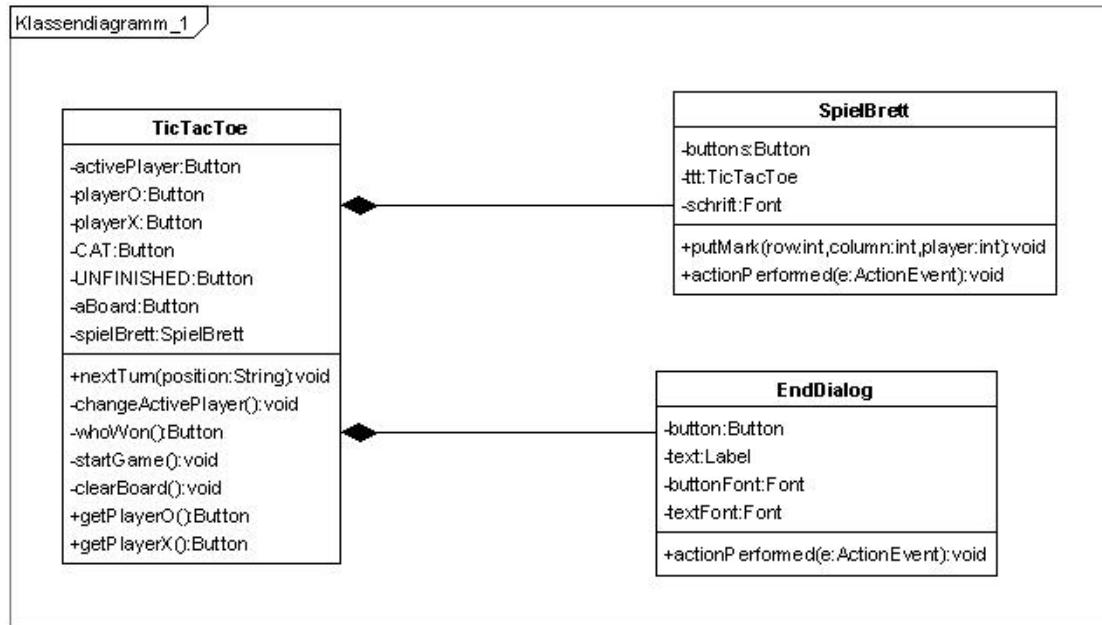 Klassendiagramm_1
TicTacToe
-activePlayer:Button
-playerO:Button
-playerX:Button
-CAT:Button
-UNFINISHED:Button
-aBoard:Button
-spielBrett:SpielBrett
+nextTurn(position:String):void
-changeActivePlayer():void
-whoWon():Button
-startGame():void
-clearBoard():void
+getPlayerO():Button
+getPlayerX():Button
SpielBrett
-buttons:Button
-ttt:TicTacToe
-schrift:Font
+putMark(row:int,column:int,player:int):void
+actionPerformed(e:ActionEvent):void
EndDialog
-button:Button
-text:Label
-buttonFont:Font
-textFont:Font
+actionPerformed(e:ActionEvent):void